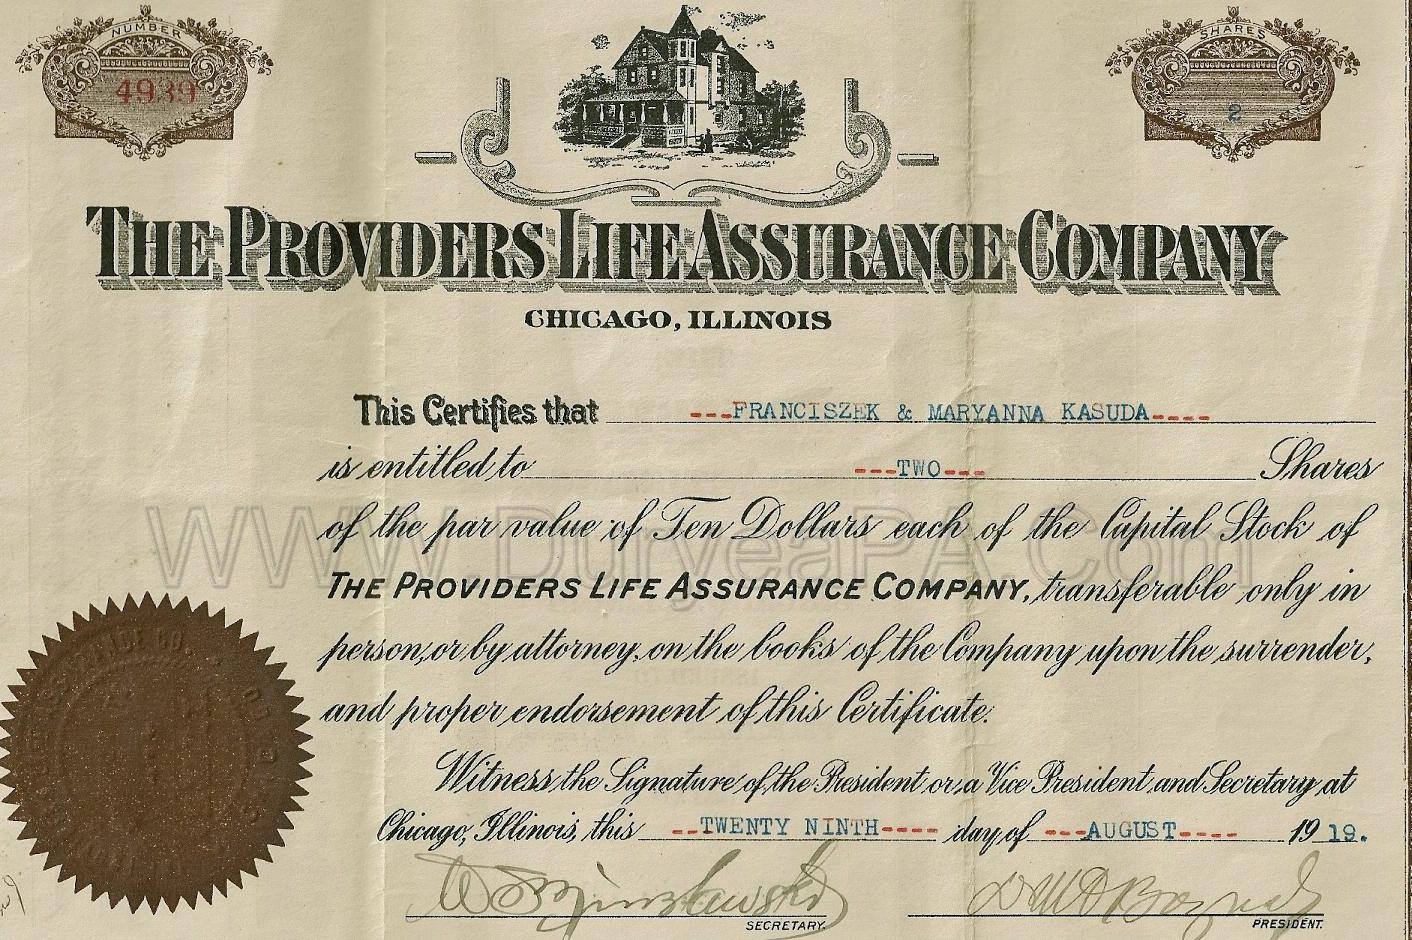 NUMBER
4939
SHARES
2
THE PROVIDERS LIFE ASSURANCE COMPANY
CHICAGO, ILLINOIS
This Certifies that ---FRANCISZEK & MARYANNA KASUDA----
is entitled to ---TWO--- Shares
of the par value of Ten Dollars each of the Capital Stock of
THE PROVIDERS LIFE ASSURANCE COMPANY, transferable only in
person, or by attorney, on the books of the Company upon the surrender,
and proper endorsement of this Certificate.
Witness the Signature of the President or a Vice President and Secretary at
Chicago, Illinois, this --TWENTY NINTH---- day of ---AUGUST---- 1919.
SECRETARY.
PRESIDENT.
www.DuryeaPA.com
ANCE CO.